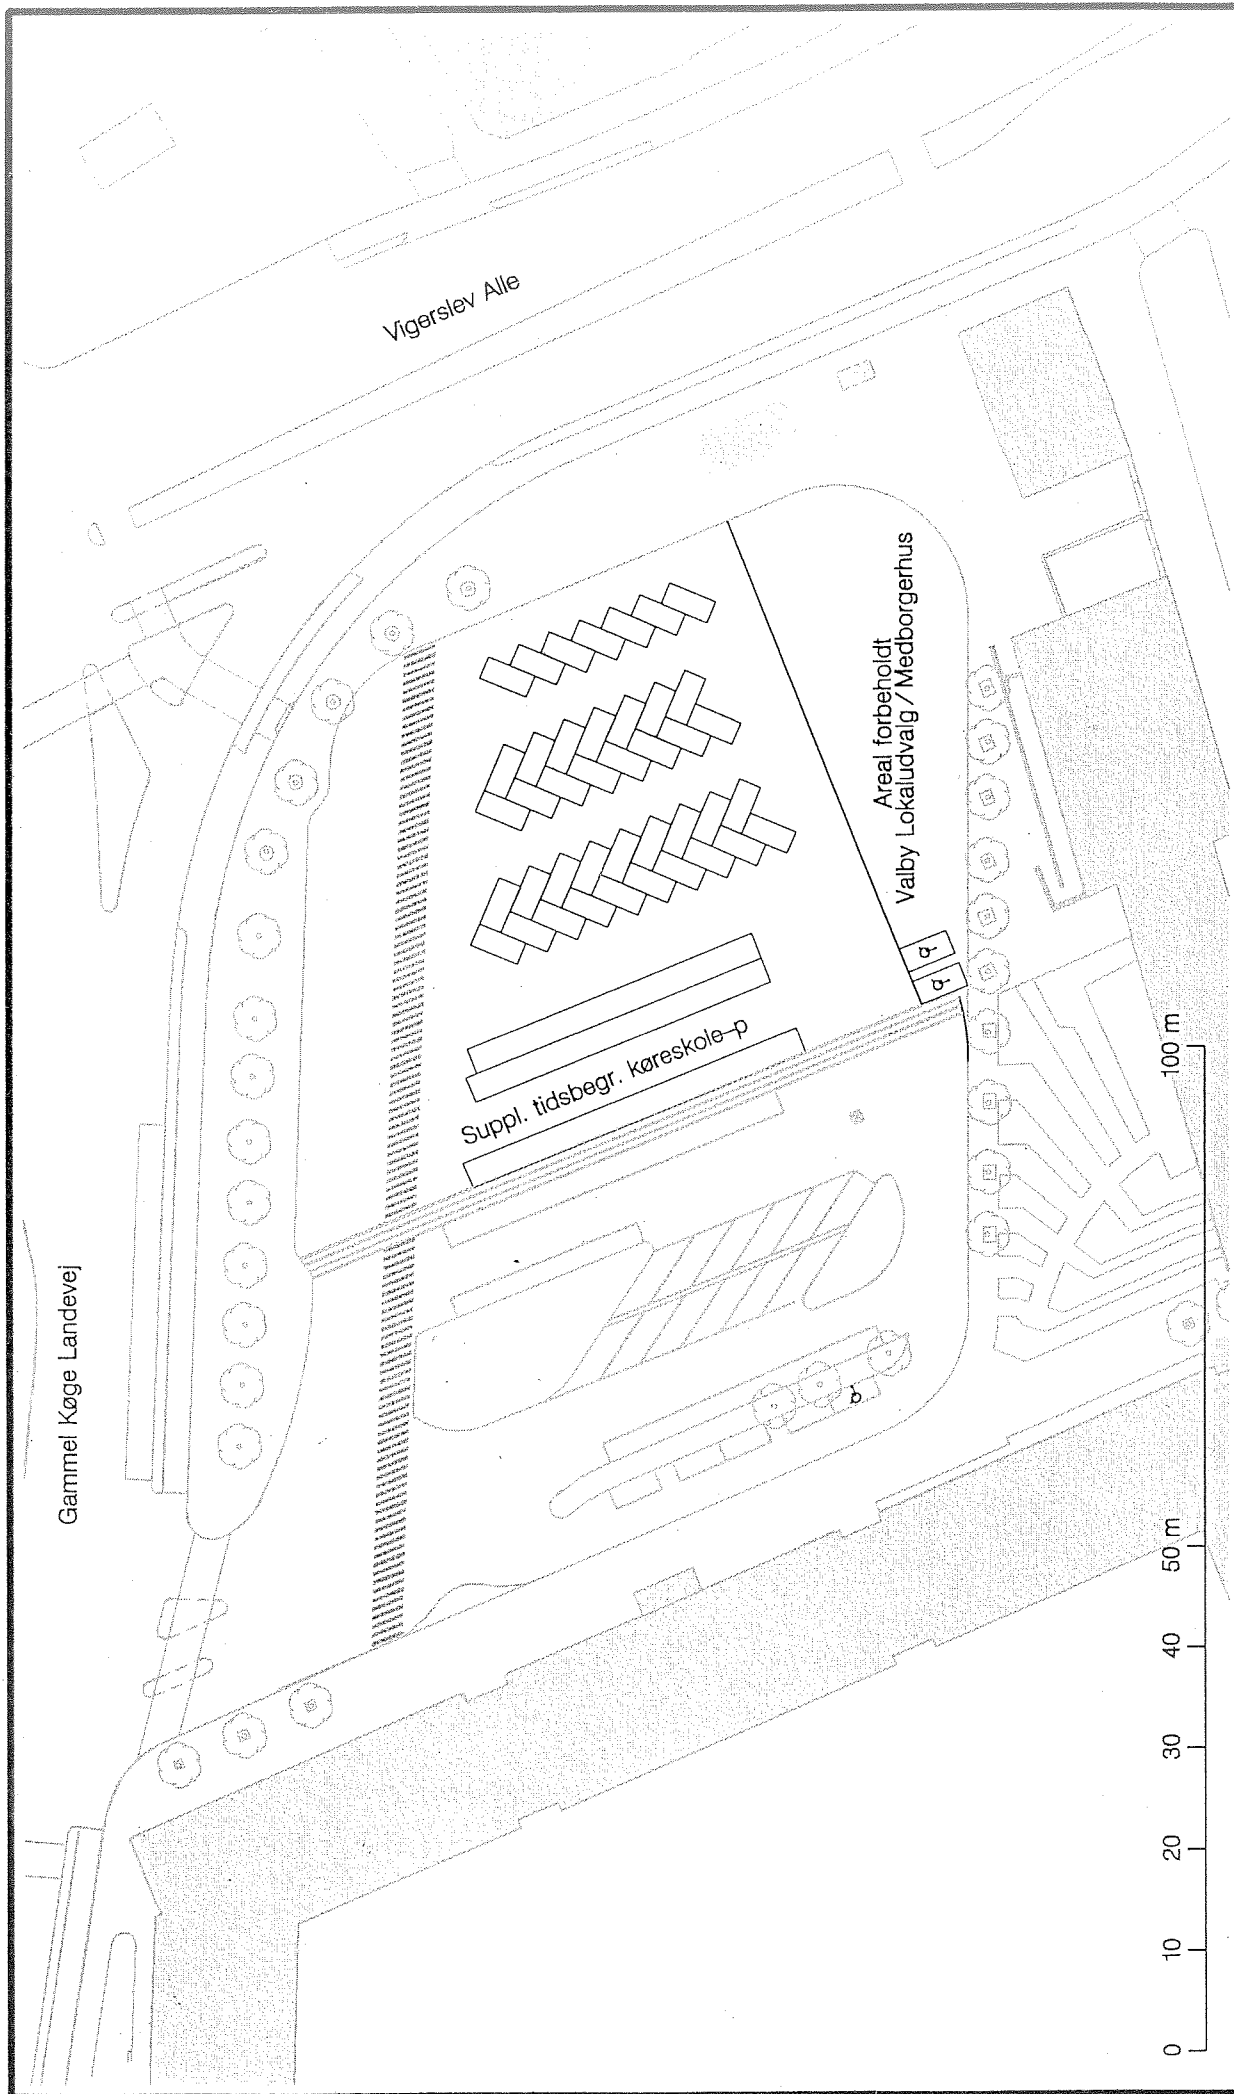 Gammel Køge Landevej
Vigerslev Alle
Suppl. tidsbegr. køreskole-p
Areal forbeholdt
Valby Lokaludvalg / Medborgerhus
0 10 20 30 40 50 m 100 m